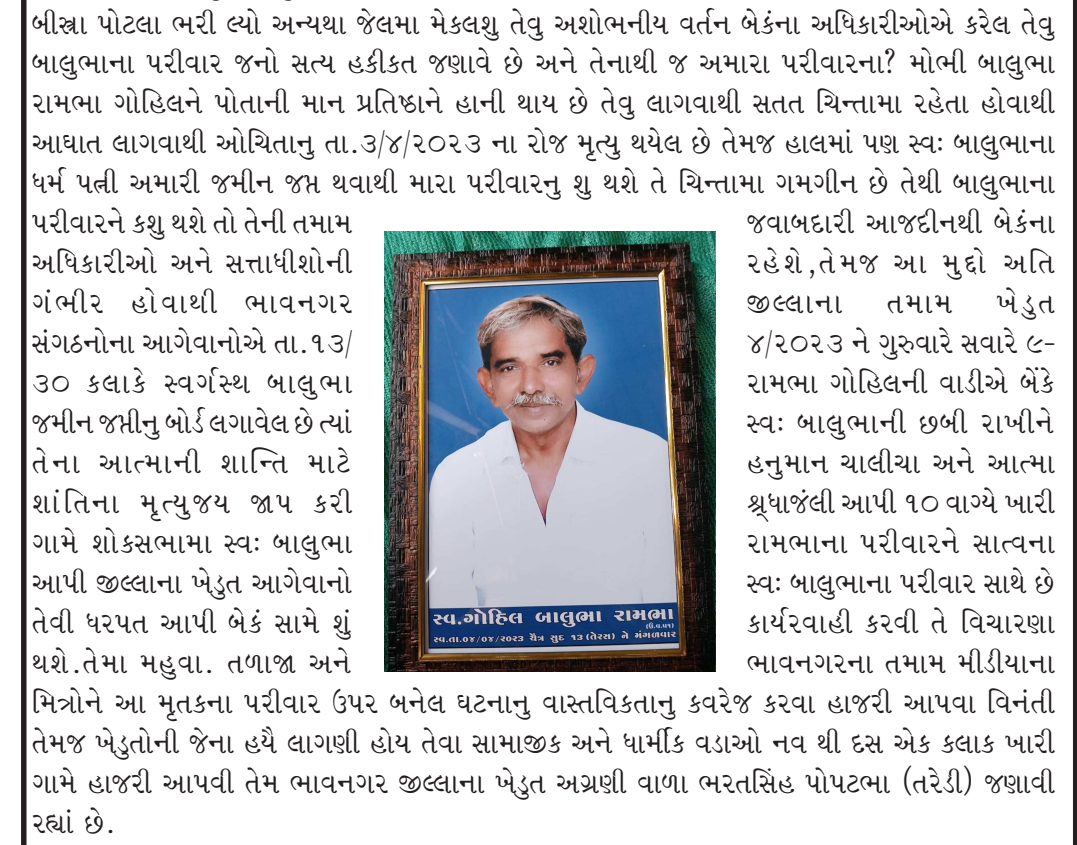 બીસ્ત્રા પોટલા ભરી લ્યો અન્યથા જેલમા મેકલશુ તેવુ અશોભનીય વર્તન બેકંના અધિકારીઓએ કરેલ તેવુ
બાલુભાના પરીવાર જનો સત્ય હકીકત જણાવે છે અને તેનાથી જ અમારા પરીવારના? મોભી બાલુભા
રામભા ગોહિલને પોતાની માન પ્રતિષ્ઠાને હાની થાય છે તેવુ લાગવાથી સતત ચિન્તામા રહેતા હોવાથી
આઘાત લાગવાથી ઓચિતાનુ તા.૩/૪/૨૦૨૩ ના રોજ મૃત્યુ થયેલ છે તેમજ હાલમાં પણ સ્વઃ બાલુભાના
ધર્મ પત્ની અમારી જમીન જપ્ત થવાથી મારા પરીવારનુ શુ થશે તે ચિન્તામા ગમગીન છે તેથી બાલુભાના
પરીવારને કશુ થશે તો તેની તમામ જવાબદારી આજદીનથી બેકંના
અધિકારીઓ અને સત્તાધીશોની રહેશે,તેમજ આ મુદ્દો અતિ
ગંભીર હોવાથી ભાવનગર જીલ્લાના તમામ ખેડુત
સંગઠનોના આગેવાનોએ તા.૧૩/ ૪/૨૦૨૩ ને ગુરુવારે સવારે ૯-
૩૦ કલાકે સ્વર્ગસ્થ બાલુભા રામભા ગોહિલની વાડીએ બેંકે
જમીન જપ્તીનુ બોર્ડ લગાવેલ છે ત્યાં સ્વઃ બાલુભાની છબી રાખીને
તેના આત્માની શાન્તિ માટે હનુમાન ચાલીચા અને આત્મા
શાંતિના મૃત્યુજય જાપ કરી શ્રધાજંલી આપી ૧૦ વાગ્યે ખારી
ગામે શોકસભામા સ્વઃ બાલુભા રામભાના પરીવારને સાત્વના
આપી જીલ્લાના ખેડુત આગેવાનો સ્વઃ બાલુભાના પરીવાર સાથે છે
તેવી ધરપત આપી બેકં સામે શું કાર્યરવાહી કરવી તે વિચારણા
થશે.તેમા મહુવા. તળાજા અને ભાવનગરના તમામ મીડીયાના
મિત્રોને આ મૃતકના પરીવાર ઉપર બનેલ ઘટનાનુ વાસ્તવિકતાનુ કવરેજ કરવા હાજરી આપવા વિનંતી
તેમજ ખેડુતોની જેના હયૈ લાગણી હોય તેવા સામાજીક અને ધાર્મીક વડાઓ નવ થી દસ એક કલાક ખારી
ગામે હાજરી આપવી તેમ ભાવનગર જીલ્લાના ખેડુત અગ્રણી વાળા ભરતસિંહ પોપટભા (તરેડી) જણાવી
રહ્યાં છે.
સ્વ.ગોહિલ બાલુભા રામભા
સ્વ.તા.૦૪/૦૪/૨૦૨૩ ચૈત્ર સુદ ૧૩ (તેરસ) ને મંગળવાર